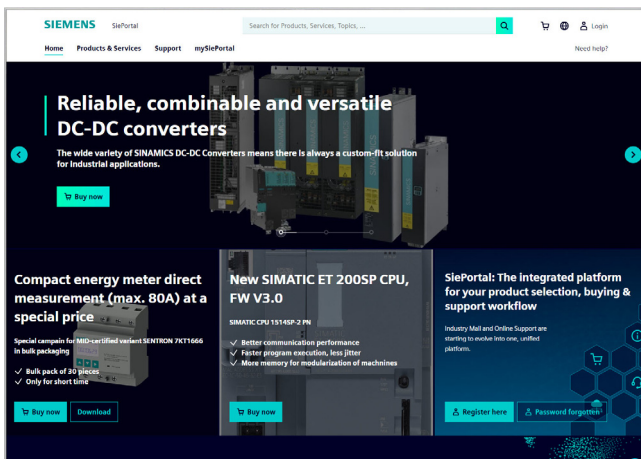 SIEMENS SiePortal
Search for Products, Services, Topics, ...
Login
Home Products & Services Support mySiePortal
Need help?
Reliable, combinable and versatile
DC-DC converters
The wide variety of SINAMICS DC-DC Converters means there is always a custom-fit solution
for industrial applications.
Buy now
Compact energy meter direct
measurement (max. 80A) at a
special price
Special campain for MID-certified variant SENTRON 7KT1666
in bulk packaging
Bulk pack of 30 pieces
Only for short time
Buy now Download
New SIMATIC ET 200SP CPU,
FW V3.0
SIMATIC CPU 1514SP-2 PN
Better communication performance
Faster program execution, less jitter
More memory for modularization of machnines
Buy now
SiePortal: The integrated platform
for your product selection, buying &
support workflow
Industry Mall and Online Support are
starting to evolve into one, unified
platform.
Register here Password forgotten